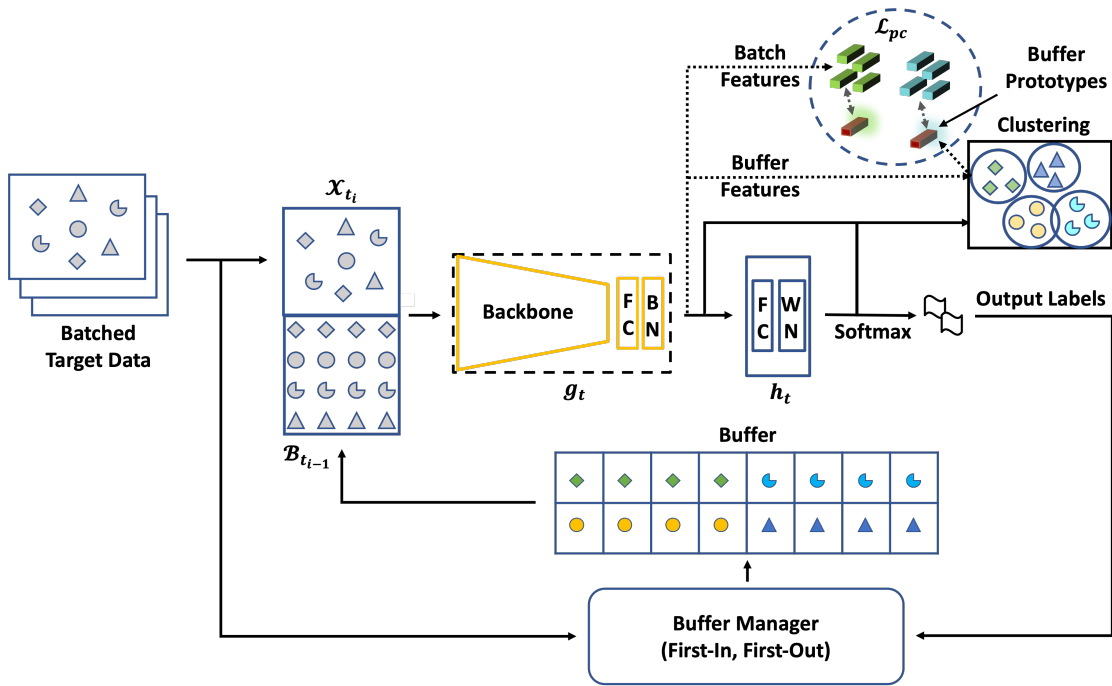 𝓛pc
Batch
Features
Buffer
Prototypes
Clustering
Buffer
Features
𝒳ti
Batched
Target Data
Backbone
F
C
B
N
gt
F
C
W
N
ht
Softmax
Output Labels
ℬti−1
Buffer
Buffer Manager
(First-In, First-Out)